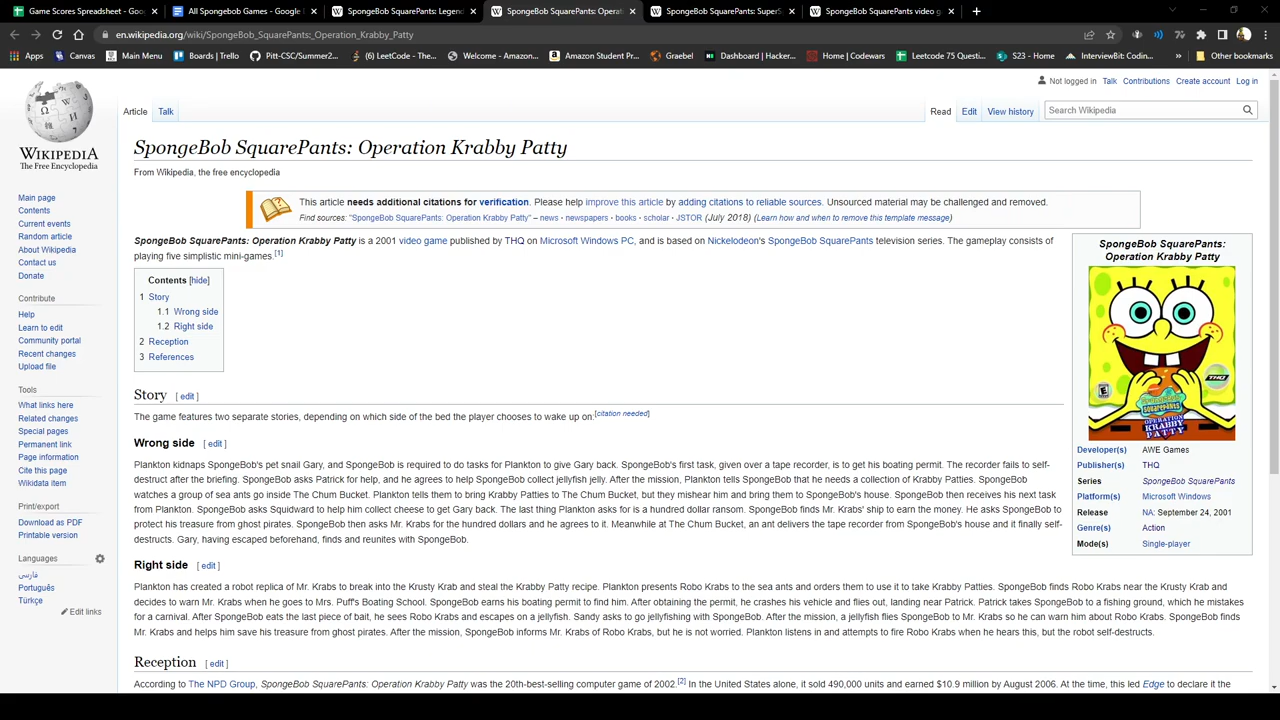 Game Scores Spreadsheet - Goog
All Spongebob Games - Google D
SpongeBob SquarePants: Legend
SpongeBob SquarePants: Operat
SpongeBob SquarePants: SuperS
SpongeBob SquarePants video g
en.wikipedia.org/wiki/SpongeBob_SquarePants:_Operation_Krabby_Patty
Apps Canvas Main Menu Boards | Trello Pitt-CSC/Summer2... (6) LeetCode - The... Welcome - Amazon... Amazon Student Pr... Graebel Dashboard | Hacker... Home | Codewars Leetcode 75 Questi... S23 - Home InterviewBit: Codin... » Other bookmarks
Not logged in Talk Contributions Create account Log in
Article Talk Read Edit View history Search Wikipedia
WIKIPEDIA
The Free Encyclopedia
Main page
Contents
Current events
Random article
About Wikipedia
Contact us
Donate
Contribute
Help
Learn to edit
Community portal
Recent changes
Upload file
Tools
What links here
Related changes
Special pages
Permanent link
Page information
Cite this page
Wikidata item
Print/export
Download as PDF
Printable version
Languages
فارسی
Português
Türkçe
Edit links
SpongeBob SquarePants: Operation Krabby Patty
From Wikipedia, the free encyclopedia
This article needs additional citations for verification. Please help improve this article by adding citations to reliable sources. Unsourced material may be challenged and removed.
Find sources: "SpongeBob SquarePants: Operation Krabby Patty" – news · newspapers · books · scholar · JSTOR (July 2018) (Learn how and when to remove this template message)
SpongeBob SquarePants: Operation Krabby Patty is a 2001 video game published by THQ on Microsoft Windows PC, and is based on Nickelodeon's SpongeBob SquarePants television series. The gameplay consists of
playing five simplistic mini-games.[1]
Contents [hide]
1 Story
1.1 Wrong side
1.2 Right side
2 Reception
3 References
Story [ edit ]
The game features two separate stories, depending on which side of the bed the player chooses to wake up on:[citation needed]
Wrong side [ edit ]
Plankton kidnaps SpongeBob's pet snail Gary, and SpongeBob is required to do tasks for Plankton to give Gary back. SpongeBob's first task, given over a tape recorder, is to get his boating permit. The recorder fails to self-
destruct after the briefing. SpongeBob asks Patrick for help, and he agrees to help SpongeBob collect jellyfish jelly. After the mission, Plankton tells SpongeBob that he needs a collection of Krabby Patties. SpongeBob
watches a group of sea ants go inside The Chum Bucket. Plankton tells them to bring Krabby Patties to The Chum Bucket, but they mishear him and bring them to SpongeBob's house. SpongeBob then receives his next task
from Plankton. SpongeBob asks Squidward to help him collect cheese to get Gary back. The last thing Plankton asks for is a hundred dollar ransom. SpongeBob finds Mr. Krabs' ship to earn the money. He asks SpongeBob to
protect his treasure from ghost pirates. SpongeBob then asks Mr. Krabs for the hundred dollars and he agrees to it. Meanwhile at The Chum Bucket, an ant delivers the tape recorder from SpongeBob's house and it finally self-
destructs. Gary, having escaped beforehand, finds and reunites with SpongeBob.
Right side [ edit ]
Plankton has created a robot replica of Mr. Krabs to break into the Krusty Krab and steal the Krabby Patty recipe. Plankton presents Robo Krabs to the sea ants and orders them to use it to take Krabby Patties. SpongeBob finds Robo Krabs near the Krusty Krab and
decides to warn Mr. Krabs when he goes to Mrs. Puff's Boating School. SpongeBob earns his boating permit to find him. After obtaining the permit, he crashes his vehicle and flies out, landing near Patrick. Patrick takes SpongeBob to a fishing ground, which he mistakes
for a carnival. After SpongeBob eats the last piece of bait, he sees Robo Krabs and escapes on a jellyfish. Sandy asks to go jellyfishing with SpongeBob. After the mission, a jellyfish flies SpongeBob to Mr. Krabs so he can warn him about Robo Krabs. SpongeBob finds
Mr. Krabs and helps him save his treasure from ghost pirates. After the mission, SpongeBob informs Mr. Krabs of Robo Krabs, but he is not worried. Plankton listens in and attempts to fire Robo Krabs when he hears this, but the robot self-destructs.
Reception [ edit ]
According to The NPD Group, SpongeBob SquarePants: Operation Krabby Patty was the 20th-best-selling computer game of 2002.[2] In the United States alone, it sold 490,000 units and earned $10.9 million by August 2006. At the time, this led Edge to declare it the
SpongeBob SquarePants:
Operation Krabby Patty
THQ
E
SpongeBob
SquarePants
OPERATION
KRABBY
PATTY
Developer(s) AWE Games
Publisher(s) THQ
Series SpongeBob SquarePants
Platform(s) Microsoft Windows
Release NA: September 24, 2001
Genre(s) Action
Mode(s) Single-player